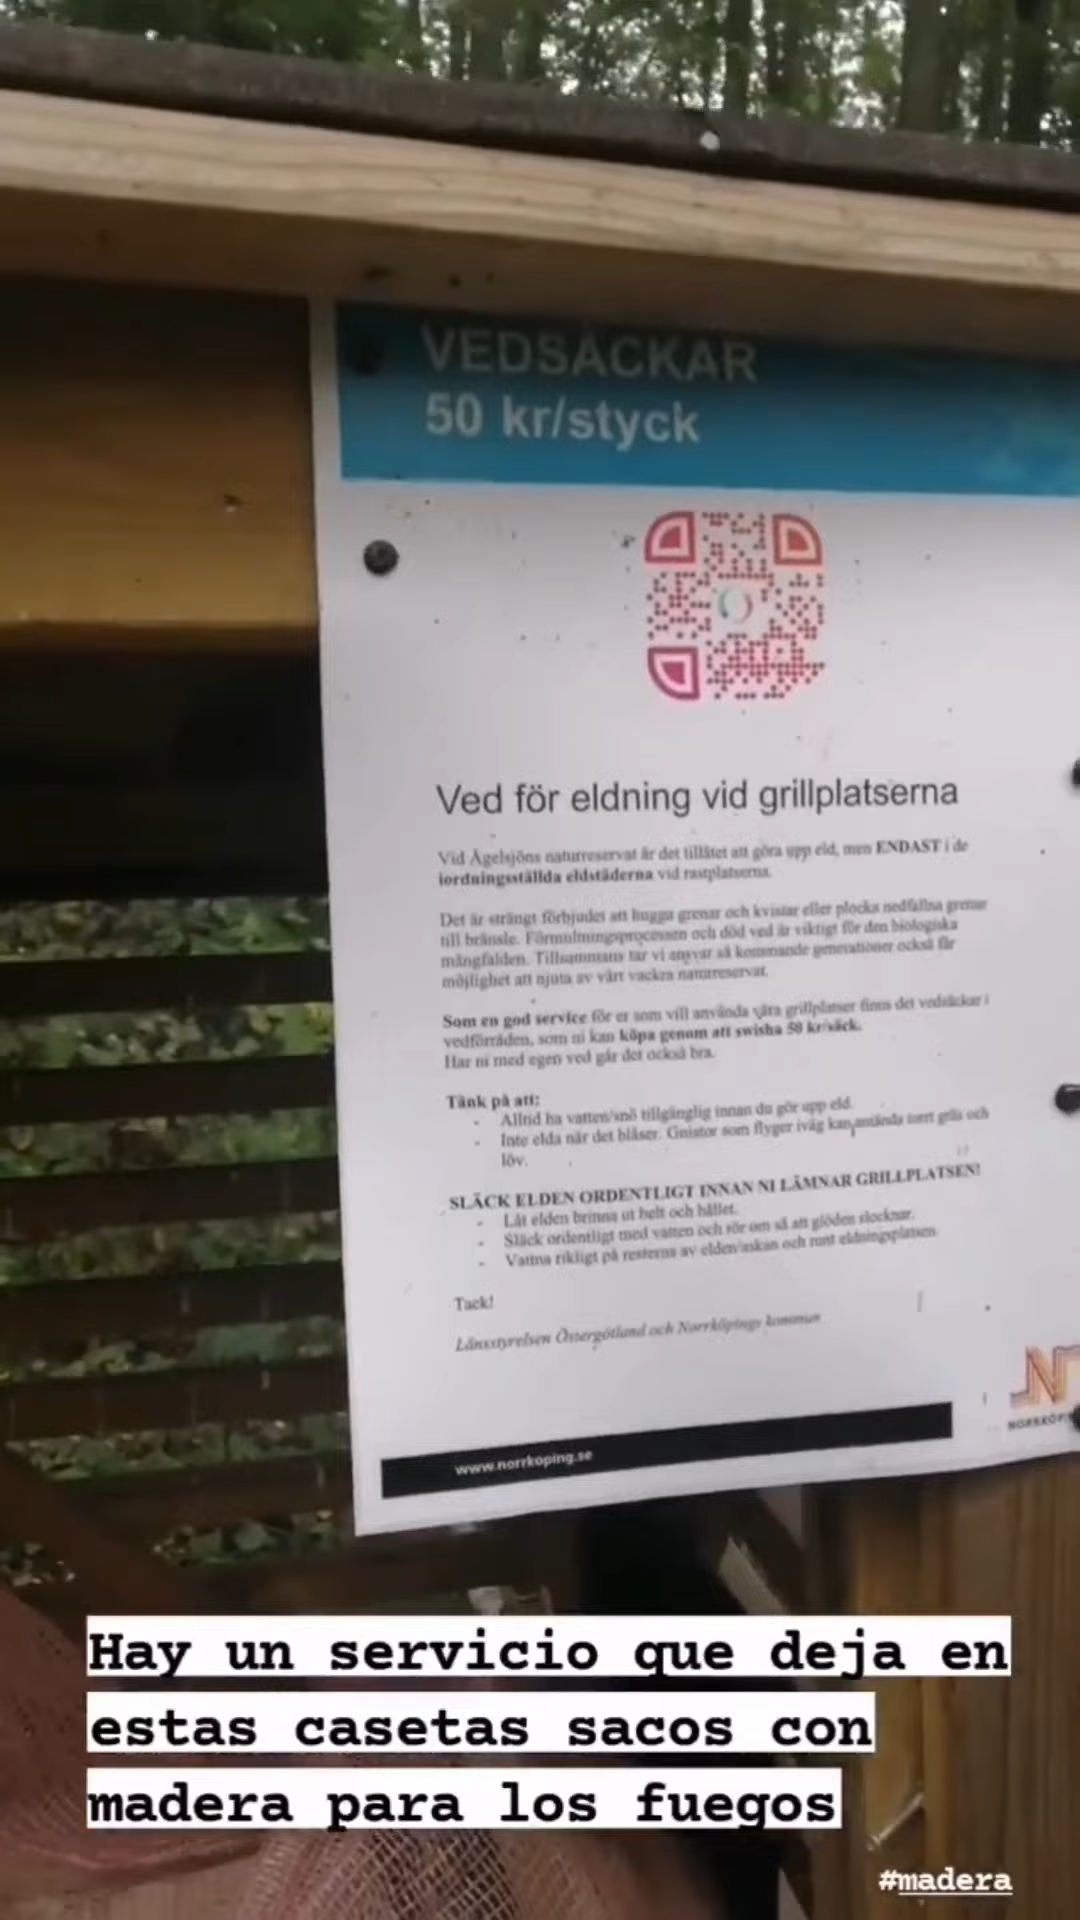 VEDSÄCKAR
50 kr/styck
Ved för eldning vid grillplatserna
Vid Ågelsjöns naturreservat är det tillåtet att göra upp eld, men ENDAST i de
iordningsställda eldstäderna vid rastplatserna.
Det är strängt förbjudet att hugga grenar och kvistar eller plocka nedfallna grenar
till bränsle. Förmultningsprocessen och död ved är viktigt för den biologiska
mångfalden. Tillsammans tar vi ansvar så kommande generationer också får
möjlighet att njuta av vårt vackra naturreservat.
Som en god service för er som vill använda våra grillplatser finns det vedsäckar i
vedförråden, som ni kan köpa genom att swisha 50 kr/säck.
Har ni med egen ved går det också bra.
Tänk på att:
- Alltid ha vatten/snö tillgänglig innan du gör upp eld.
- Inte elda när det blåser. Gnistor som flyger iväg kan antända torrt gräs och
löv.
SLÄCK ELDEN ORDENTLIGT INNAN NI LÄMNAR GRILLPLATSEN!
- Låt elden brinna ut helt och hållet.
- Släck ordentligt med vatten och rör om så att glöden slocknar.
- Vattna rikligt på resterna av elden/askan och runt eldningsplatsen.
Tack!
Länsstyrelsen Östergötland och Norrköpings kommun
NORRKÖP
www.norrkoping.se
Hay un servicio que deja en
estas casetas sacos con
madera para los fuegos
#madera